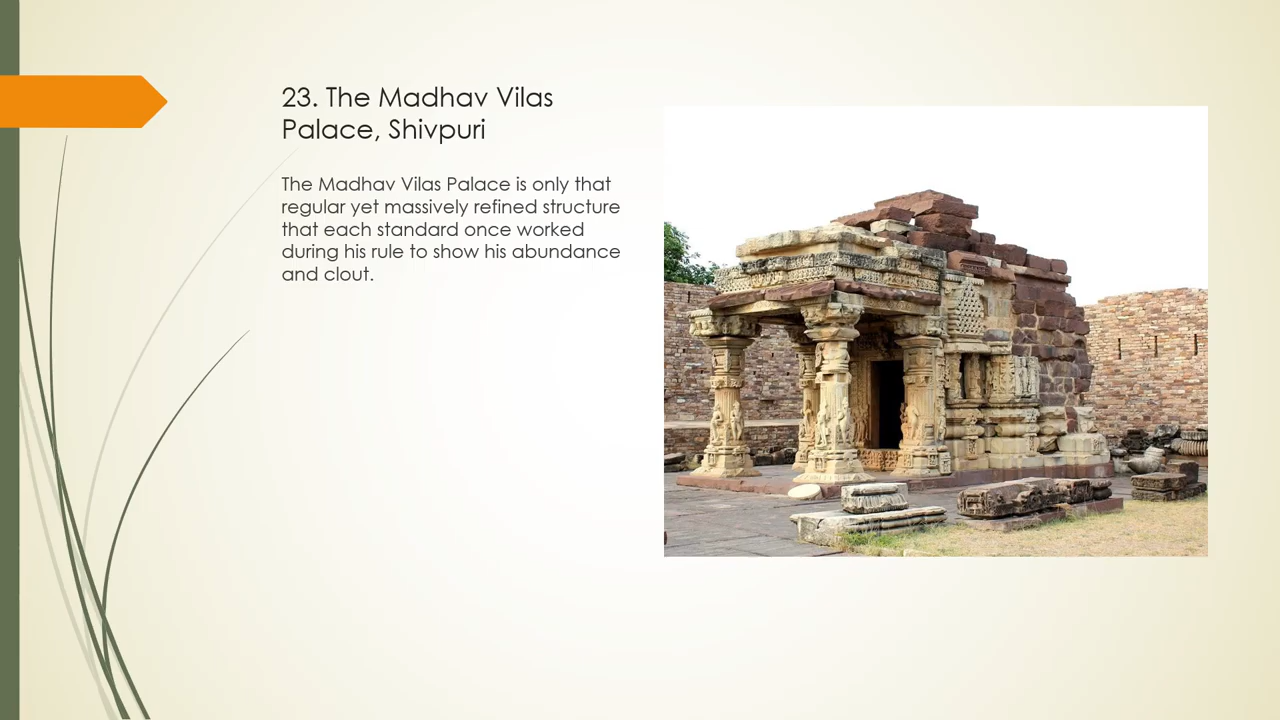 23. The Madhav Vilas
Palace, Shivpuri
The Madhav Vilas Palace is only that
regular yet massively refined structure
that each standard once worked
during his rule to show his abundance
and clout.